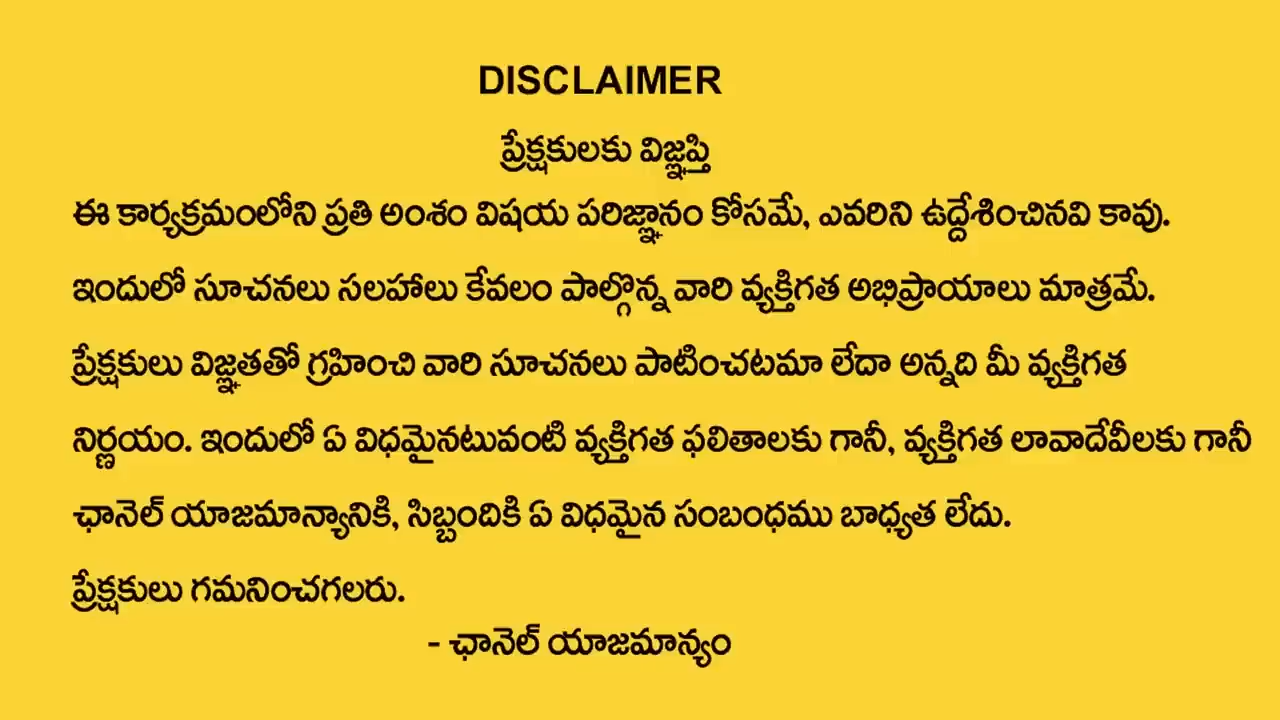 DISCLAIMER
ప్రేక్షకులకు విజ్ఞప్తి
ఈ కార్యక్రమంలోని ప్రతి అంశం విషయ పరిజ్ఞానం కోసమే, ఎవరిని ఉద్దేశించినవి కావు.
ఇందులో సూచనలు సలహాలు కేవలం పాల్గొన్న వారి వ్యక్తిగత అభిప్రాయాలు మాత్రమే.
ప్రేక్షకులు విజ్ఞతతో గ్రహించి వారి సూచనలు పాటించటమా లేదా అన్నది మీ వ్యక్తిగత
నిర్ణయం. ఇందులో ఏ విధమైనటువంటి వ్యక్తిగత ఫలితాలకు గానీ, వ్యక్తిగత లావాదేవీలకు గానీ
ఛానెల్ యాజమాన్యానికి, సిబ్బందికి ఏ విధమైన సంబంధము బాధ్యత లేదు.
ప్రేక్షకులు గమనించగలరు.
- ఛానెల్ యాజమాన్యం